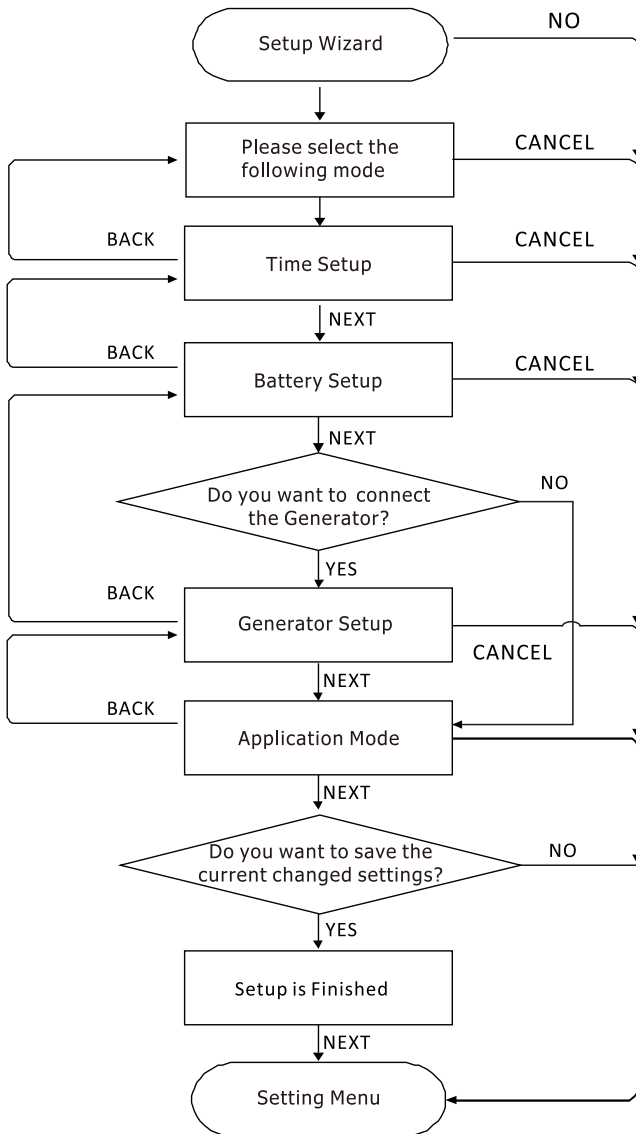 NO
Setup Wizard
Please select the
following mode
CANCEL
BACK
CANCEL
Time Setup
NEXT
BACK
CANCEL
Battery Setup
NEXT
Do you want to  connect
the Generator?
NO
YES
BACK
Generator Setup
CANCEL
NEXT
BACK
Application Mode
NEXT
Do you want to save the
current changed settings?
NO
YES
Setup is Finished
NEXT
Setting Menu